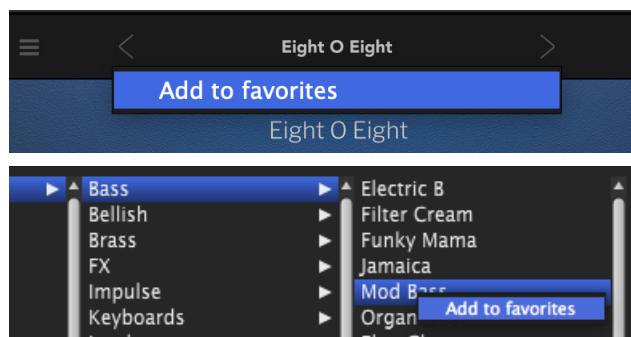 Eight O Eight
Add to favorites
Eight O Eight
Bass
Bellish
Brass
FX
Impulse
Keyboards
Electric B
Filter Cream
Funky Mama
Jamaica
Mod Bass
Add to favorites
Organ